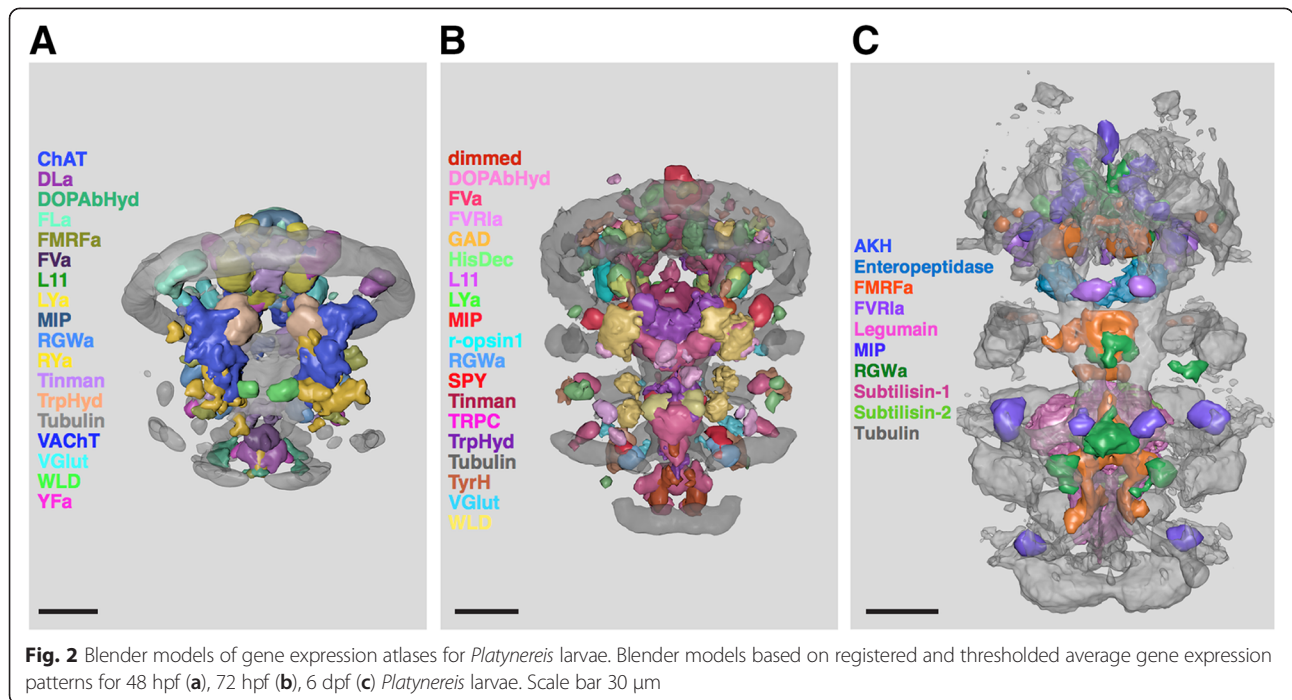 A
ChAT
DLa
DOPAbHyd
FLa
FMRFa
FVa
L11
LYa
MIP
RGWa
RYa
Tinman
TrpHyd
Tubulin
VAChT
VGlut
WLD
YFa
B
dimmed
DOPAbHyd
FVa
FVRIa
GAD
HisDec
L11
LYa
MIP
r-opsin1
RGWa
SPY
Tinman
TRPC
TrpHyd
Tubulin
TyrH
VGlut
WLD
C
AKH
Enteropeptidase
FMRFa
FVRIa
Legumain
MIP
RGWa
Subtilisin-1
Subtilisin-2
Tubulin
Fig. 2 Blender models of gene expression atlases for Platynereis larvae. Blender models based on registered and thresholded average gene expression
patterns for 48 hpf (a), 72 hpf (b), 6 dpf (c) Platynereis larvae. Scale bar 30 μm